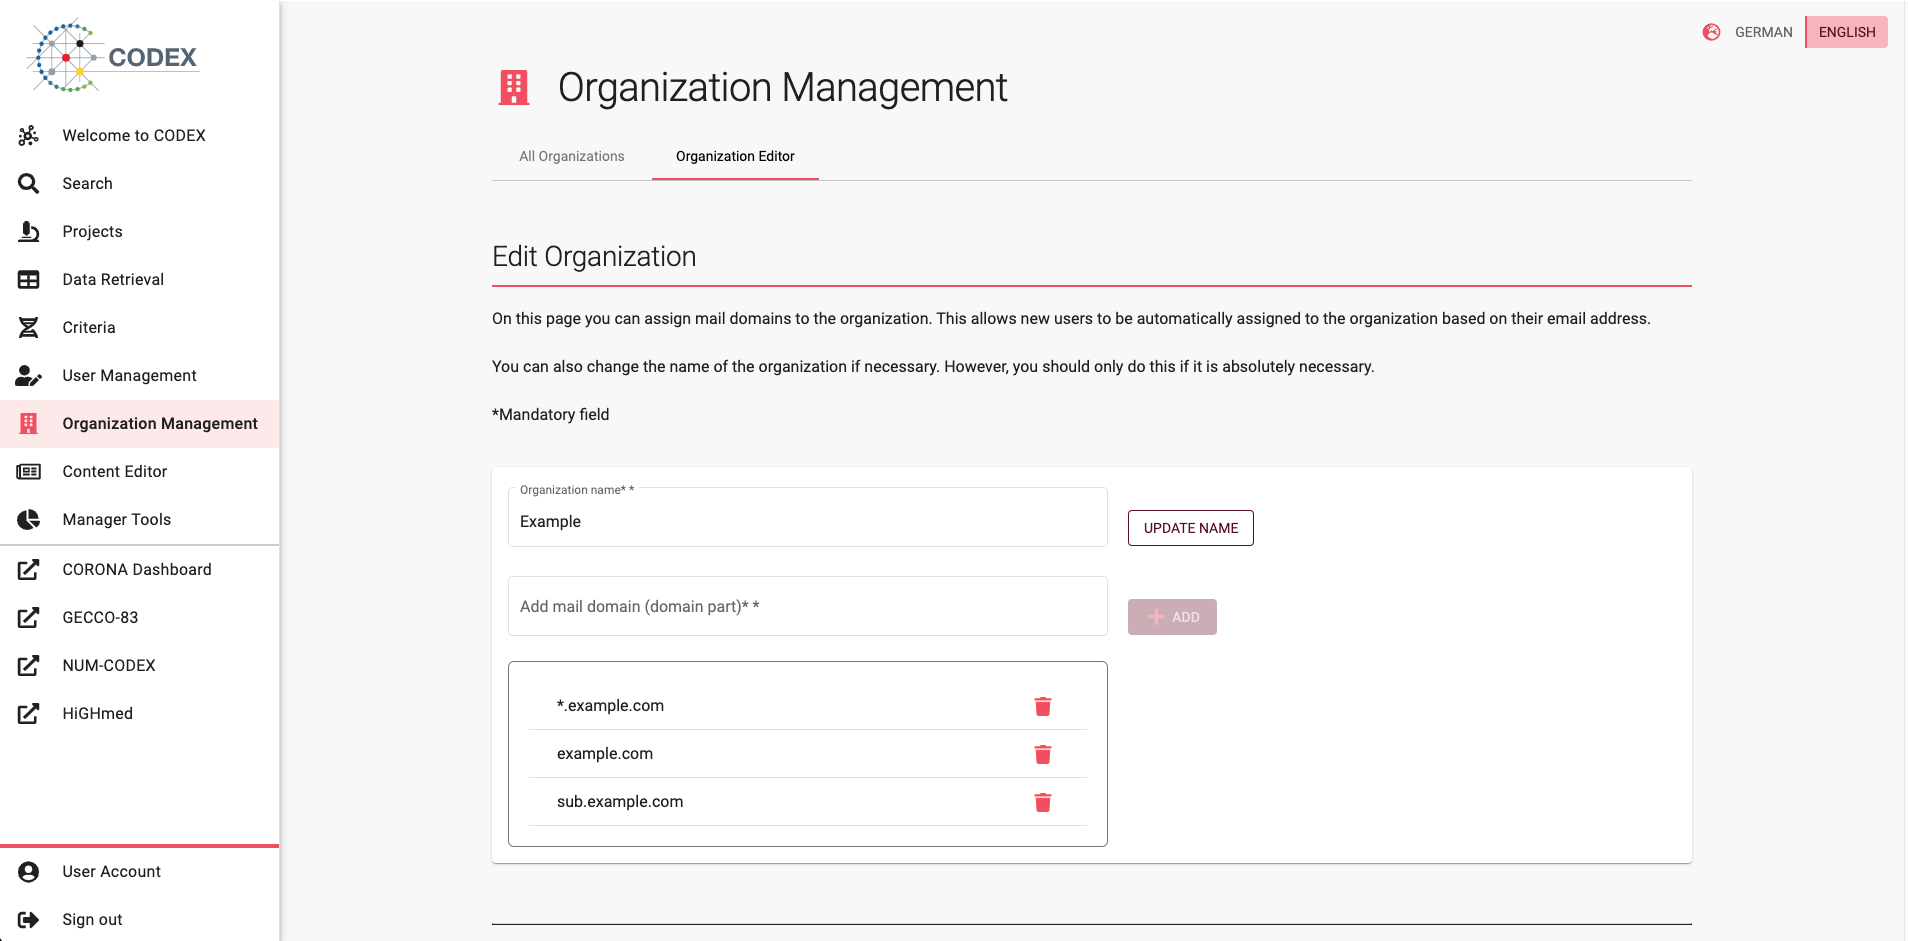 CODEX
Welcome to CODEX
Search
Projects
Data Retrieval
Criteria
User Management
Organization Management
Content Editor
Manager Tools
CORONA Dashboard
GECCO-83
NUM-CODEX
HiGHmed
User Account
Sign out
GERMAN
ENGLISH
Organization Management
All Organizations
Organization Editor
Edit Organization
On this page you can assign mail domains to the organization. This allows new users to be automatically assigned to the organization based on their email address.
You can also change the name of the organization if necessary. However, you should only do this if it is absolutely necessary.
*Mandatory field
Organization name* *
Example
UPDATE NAME
Add mail domain (domain part)* *
ADD
*.example.com
example.com
sub.example.com